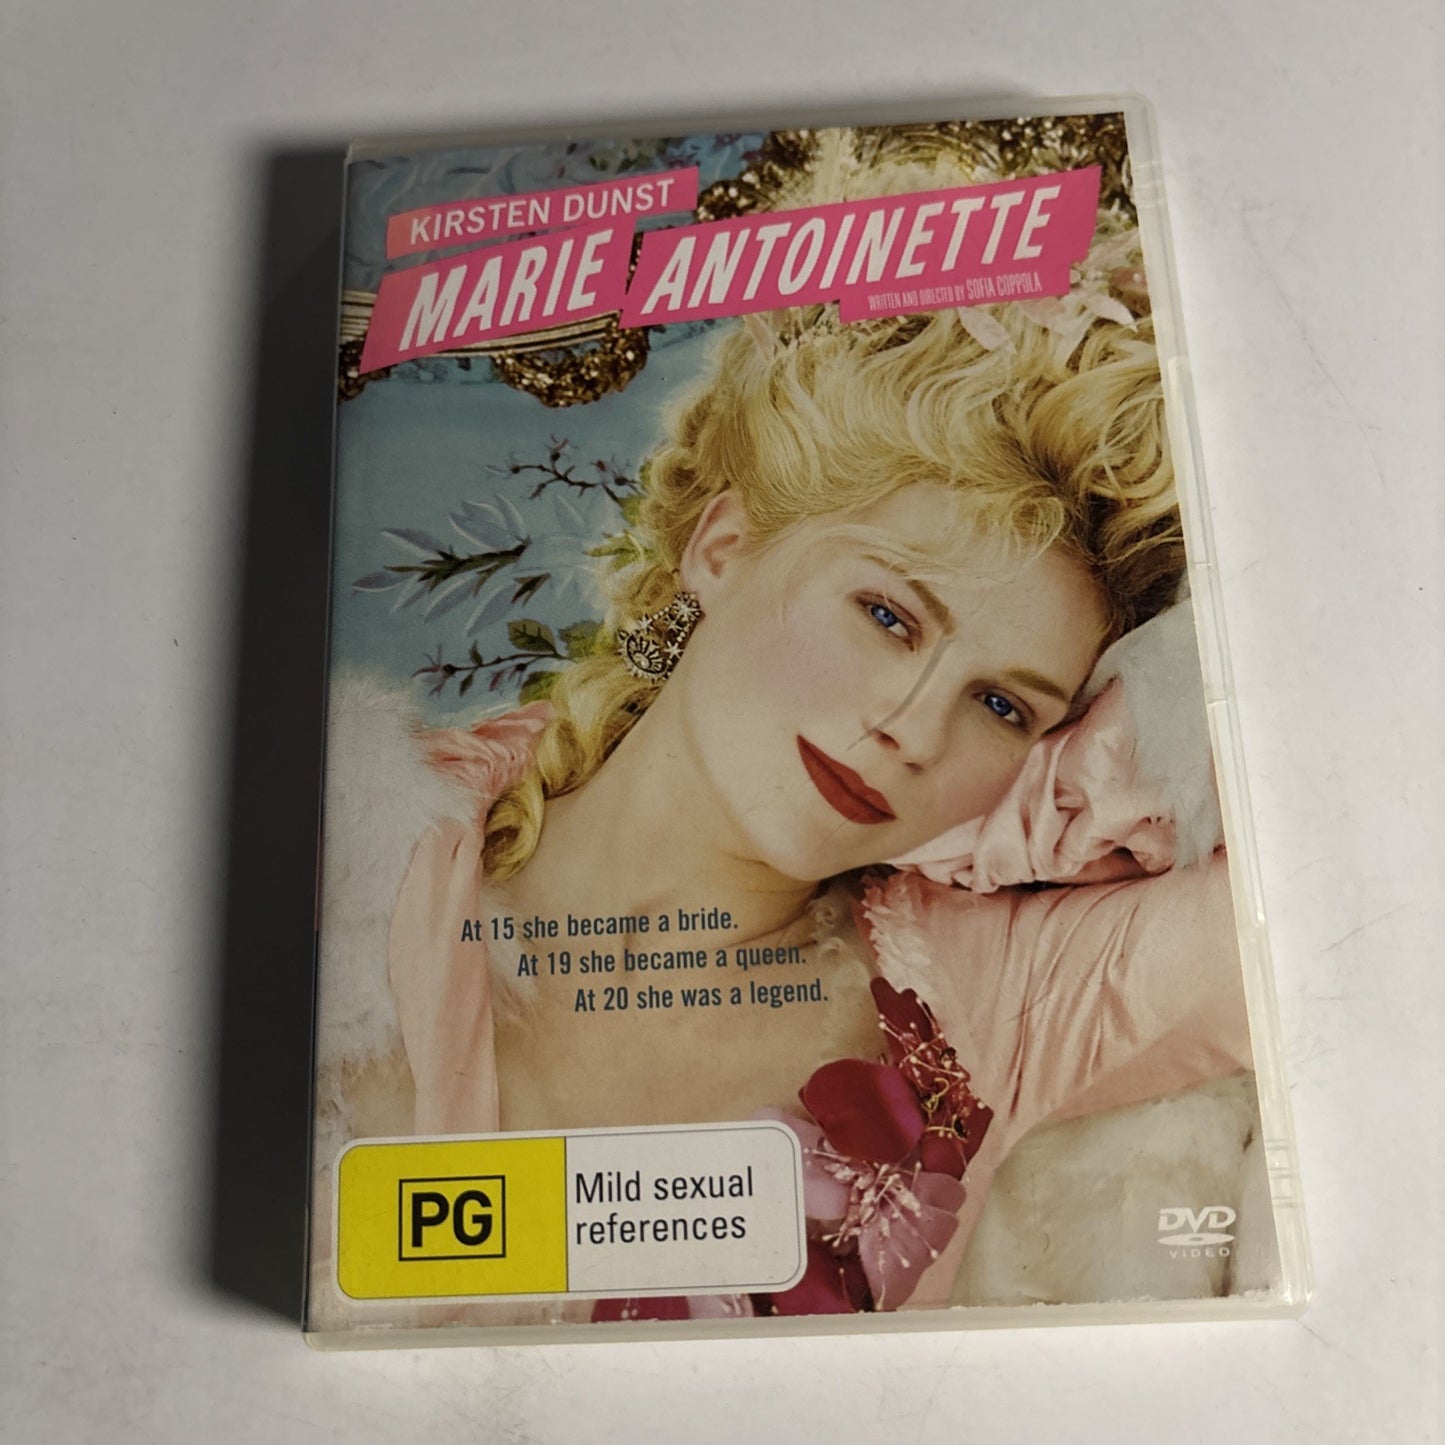 KIRSTEN DUNST
MARIE ANTOINETTE
WRITTEN AND DIRECTED BY SOFIA COPPOLA
At 15 she became a bride.
At 19 she became a queen.
At 20 she was a legend.
PG
Mild sexual
references
DVD
VIDEO